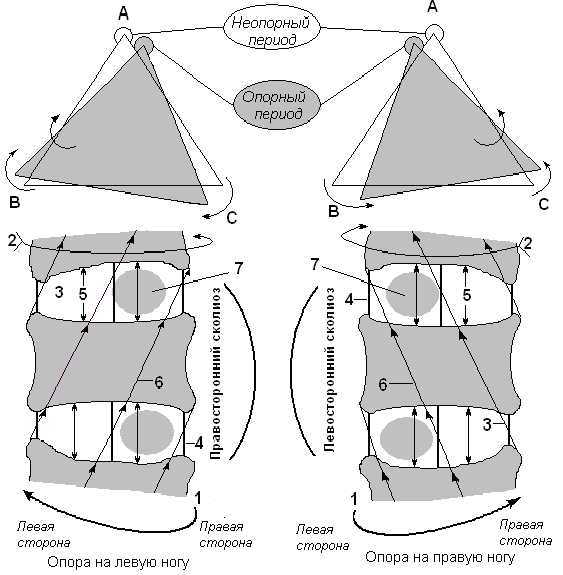 A
Неопорный
период
A
Опорный
период
B
C
B
C
2
3
5
7
6
4
1
Правосторонний сколиоз
Левая
сторона
Правая
сторона
Опора на левую ногу
2
7
4
5
6
3
1
Левосторонний сколиоз
Левая
сторона
Правая
сторона
Опора на правую ногу